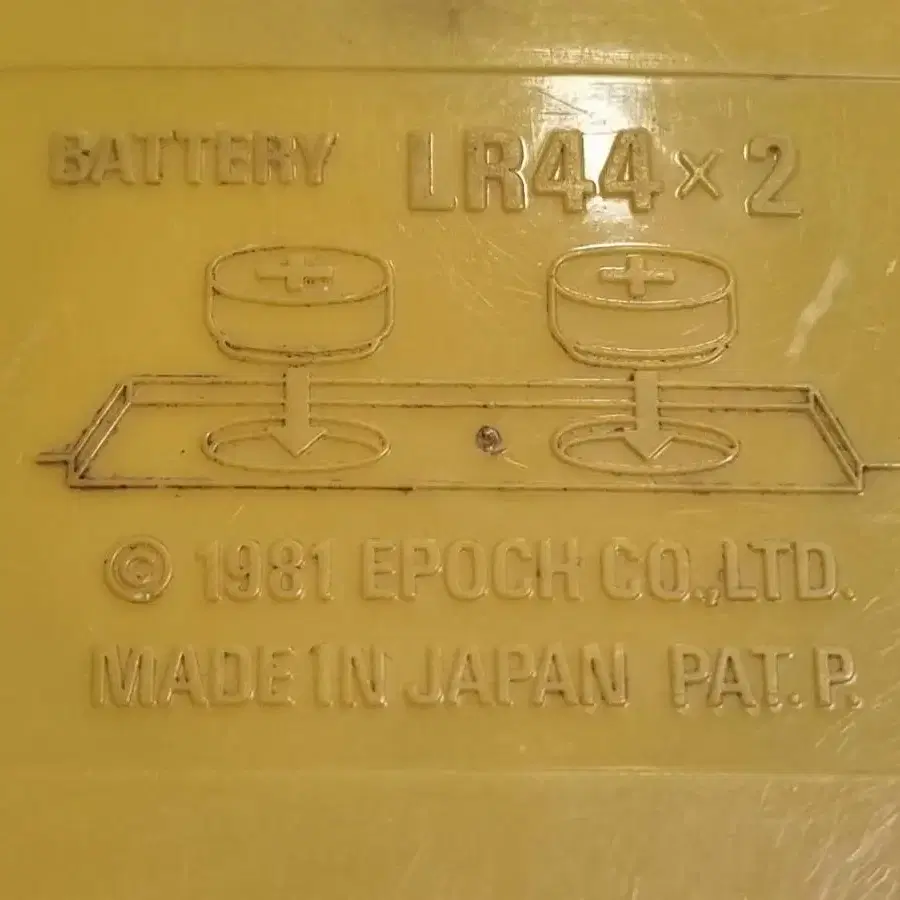 BATTERY LR44×2
© 1981 EPOCH CO.,LTD.
MADE IN JAPAN PAT. P.